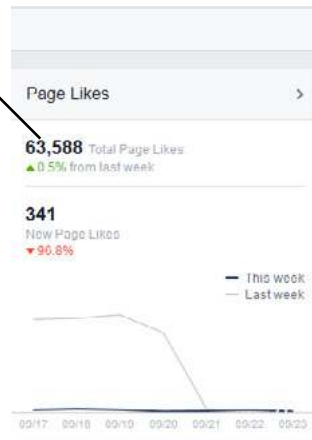 Page Likes
63,588 Total Page Likes
▲0.5% from last week
341
New Page Likes
▼96.8%
This week
Last week
09/17 09/18 09/19 09/20 09/21 09/22 09/23